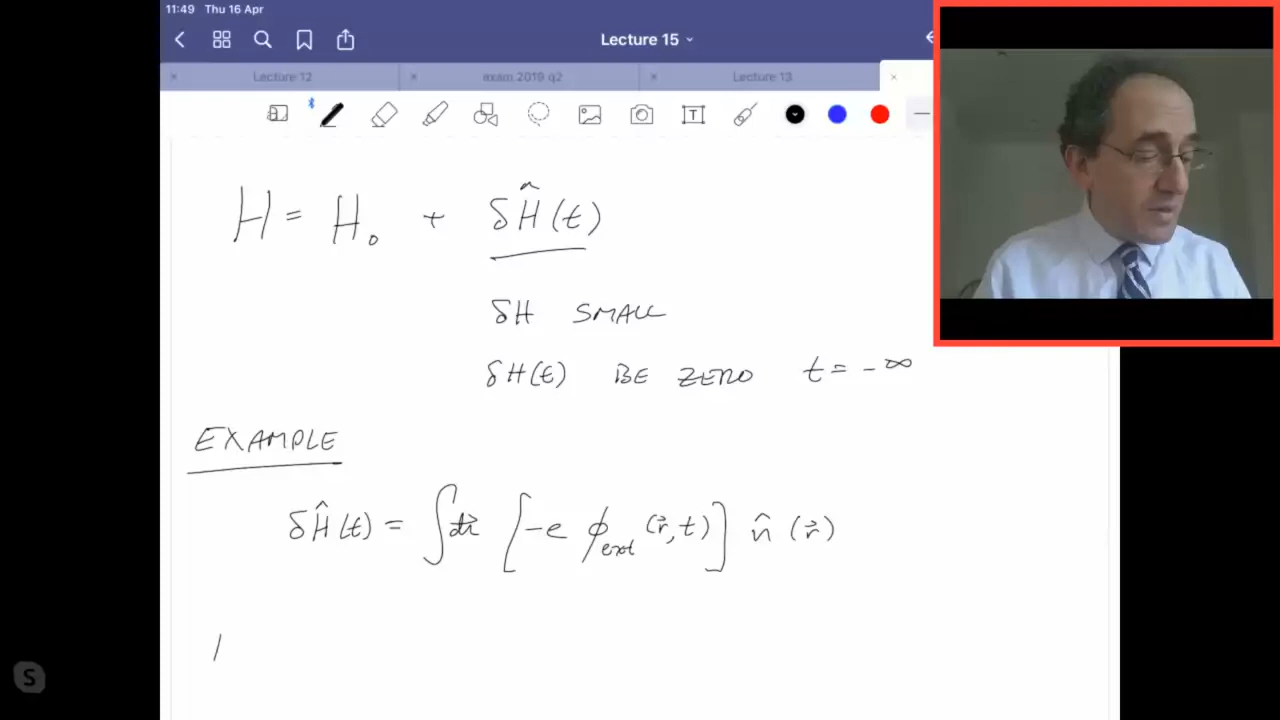 11:49 Thu 16 Apr
Lecture 15
Lecture 12 exam 2019 q2 Lecture 13
T
H = H₀ + δĤ(t)
δH SMALL
δH(t) BE ZERO t = -∞
EXAMPLE
δĤ(t) = ∫dr⃗ [-e ϕ_ext (r⃗,t)] n̂ (r⃗)
S